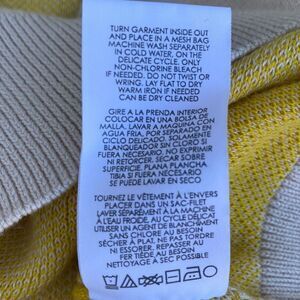 TURN GARMENT INSIDE OUT
AND PLACE IN A MESH BAG
MACHINE WASH SEPARATELY
IN COLD WATER, ON THE
DELICATE CYCLE. ONLY
NON-CHLORINE BLEACH
IF NEEDED. DO NOT TWIST OR
WRING. LAY FLAT TO DRY
WARM IRON IF NEEDED
CAN BE DRY CLEANED
GIRE A LA PRENDA INTERIOR
COLOCAR EN UNA BOLSA DE
MALLA. LAVAR A MAQUINA CON
AGUA FRIA, POR SEPARADO EN
CICLO DELICADO. SOLAMENTE
BLANQUEADOR SIN CLORO SI
FUERA NECESARIO. NO EXPRIMIR
NI RETORCER. SECAR SOBRE
SUPERFICIE. PLANA PLANCHA
TIBIA SI FUERA NECESARIO
SE PUEDE LAVAR EN SECO
TOURNEZ LE VÊTEMENT À L'ENVERS
PLACER DANS UN SAC-FILET
LAVER SÉPARÉMENT À LA MACHINE
À L'EAU FROIDE, AU CYCLE DÉLICAT
UTILISER UN AGENT DE BLANCHIMENT
SANS CHLORE AU BESOIN
SÉCHER À PLAT, NE PAS TORDRE
NI ESSORER. REPASSER AU
FER TIÈDE AU BESOIN
NETTOYAGE À SEC POSSIBLE